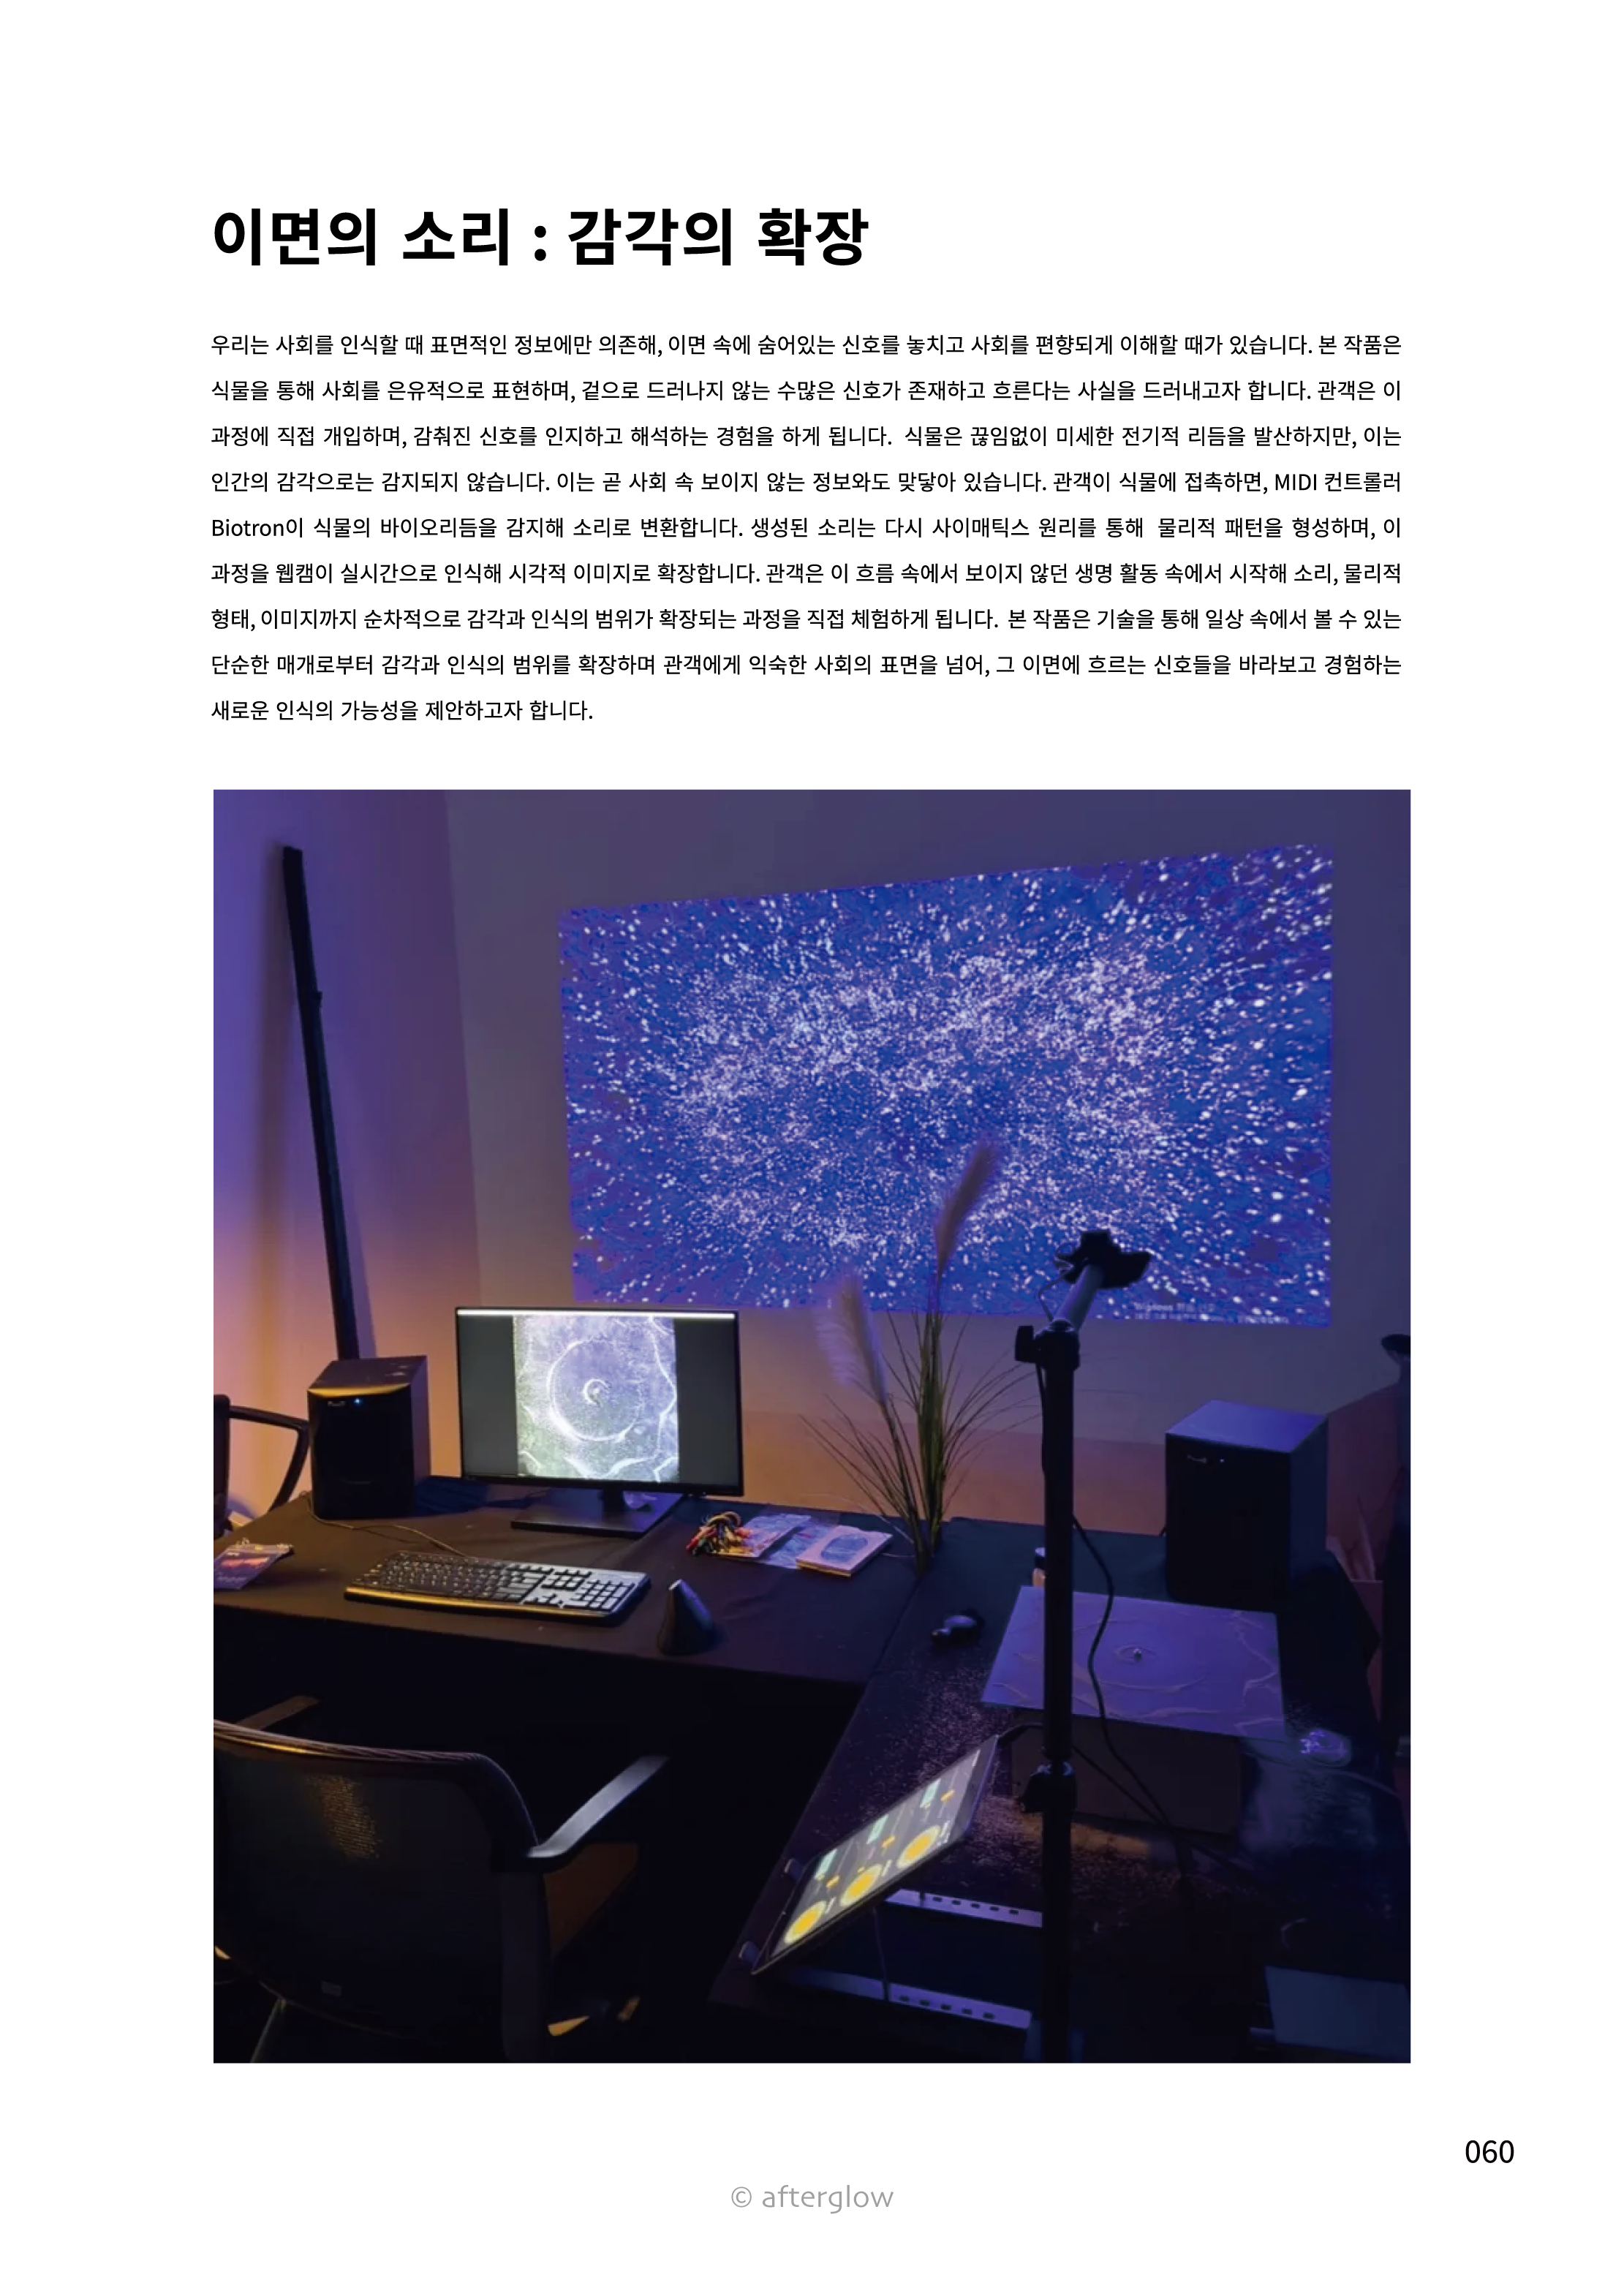 이면의 소리 : 감각의 확장
우리는 사회를 인식할 때 표면적인 정보에만 의존해, 이면 속에 숨어있는 신호를 놓치고 사회를 편향되게 이해할 때가 있습니다. 본 작품은
식물을 통해 사회를 은유적으로 표현하며, 겉으로 드러나지 않는 수많은 신호가 존재하고 흐른다는 사실을 드러내고자 합니다. 관객은 이
과정에 직접 개입하며, 감춰진 신호를 인지하고 해석하는 경험을 하게 됩니다. 식물은 끊임없이 미세한 전기적 리듬을 발산하지만, 이는
인간의 감각으로는 감지되지 않습니다. 이는 곧 사회 속 보이지 않는 정보와도 맞닿아 있습니다. 관객이 식물에 접촉하면, MIDI 컨트롤러
Biotron이 식물의 바이오리듬을 감지해 소리로 변환합니다. 생성된 소리는 다시 사이매틱스 원리를 통해 물리적 패턴을 형성하며, 이
과정을 웹캠이 실시간으로 인식해 시각적 이미지로 확장합니다. 관객은 이 흐름 속에서 보이지 않던 생명 활동 속에서 시작해 소리, 물리적
형태, 이미지까지 순차적으로 감각과 인식의 범위가 확장되는 과정을 직접 체험하게 됩니다. 본 작품은 기술을 통해 일상 속에서 볼 수 있는
단순한 매개로부터 감각과 인식의 범위를 확장하며 관객에게 익숙한 사회의 표면을 넘어, 그 이면에 흐르는 신호들을 바라보고 경험하는
새로운 인식의 가능성을 제안하고자 합니다.
060
© afterglow